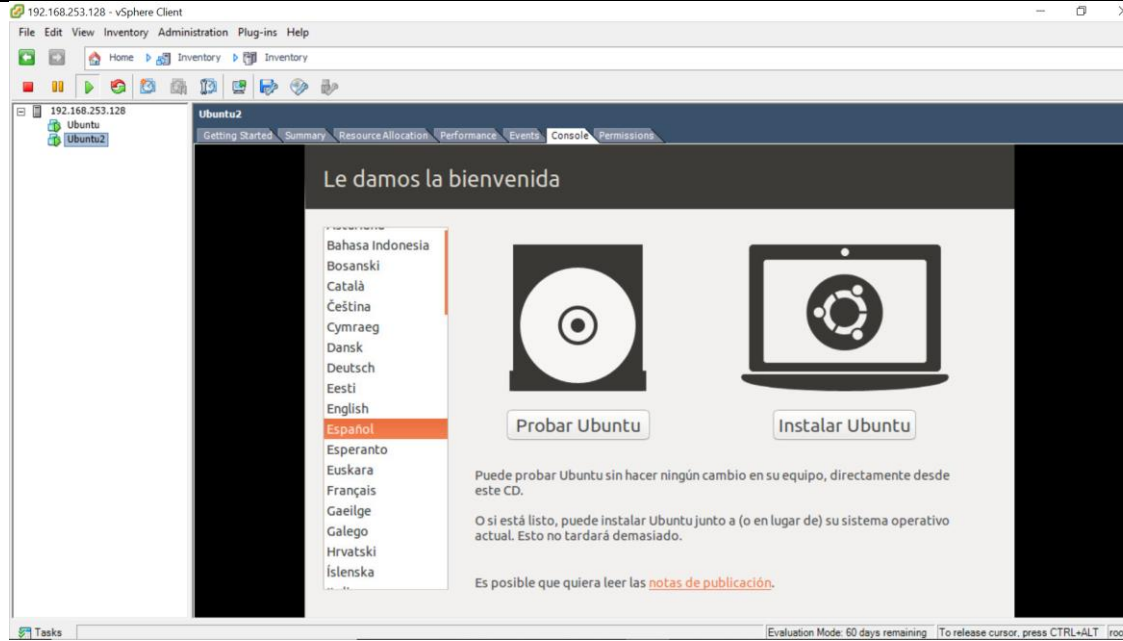 192.168.253.128 - vSphere Client
File Edit View Inventory Administration Plug-ins Help
Home Inventory Inventory
192.168.253.128
Ubuntu
Ubuntu2
Ubuntu2
Getting Started Summary Resource Allocation Performance Events Console Permissions
Le damos la bienvenida
Bahasa Indonesia
Bosanski
Català
Čeština
Cymraeg
Dansk
Deutsch
Eesti
English
Español
Esperanto
Euskara
Français
Gaeilge
Galego
Hrvatski
Íslenska
Probar Ubuntu
Instalar Ubuntu
Puede probar Ubuntu sin hacer ningún cambio en su equipo, directamente desde
este CD.
O si está listo, puede instalar Ubuntu junto a (o en lugar de) su sistema operativo
actual. Esto no tardará demasiado.
Es posible que quiera leer las notas de publicación.
Tasks
Evaluation Mode: 60 days remaining To release cursor, press CTRL+ALT